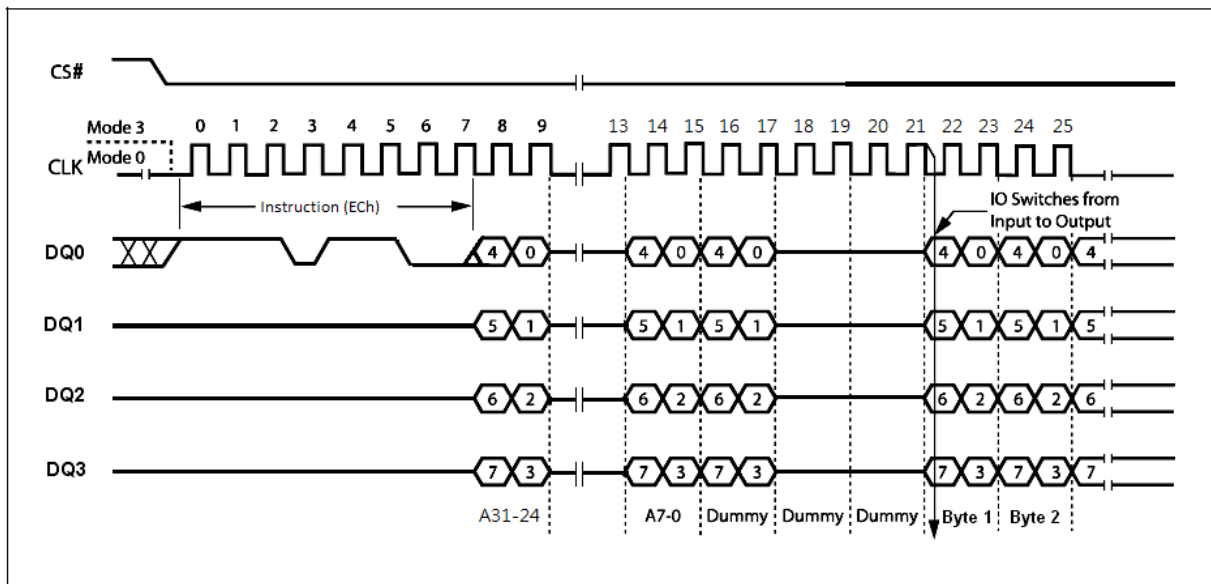 CS#
Mode 3
0 1 2 3 4 5 6 7 8 9 13 14 15 16 17 18 19 20 21 22 23 24 25
CLK
Mode 0
Instruction (ECh)
IO Switches from
Input to Output
DQ0
4 0 4 0 4 0 4 0 4 0 4
DQ1
5 1 5 1 5 1 5 1 5 1 5
DQ2
6 2 6 2 6 2 6 2 6 2 6
DQ3
7 3 7 3 7 3 7 3 7 3 7
A31-24 A7-0 Dummy Dummy Dummy Byte 1 Byte 2